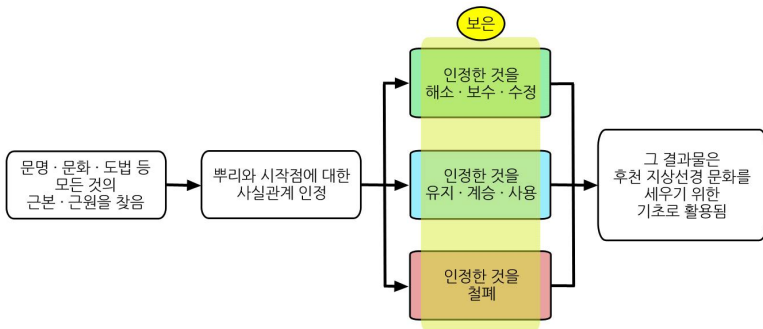 보은
문명 · 문화 · 도법 등
모든 것의
근본 · 근원을 찾음
뿌리와 시작점에 대한
사실관계 인정
인정한 것을
해소 · 보수 · 수정
인정한 것을
유지 · 계승 · 사용
인정한 것을
철폐
그 결과물은
후천 지상선경 문화를
세우기 위한
기초로 활용됨